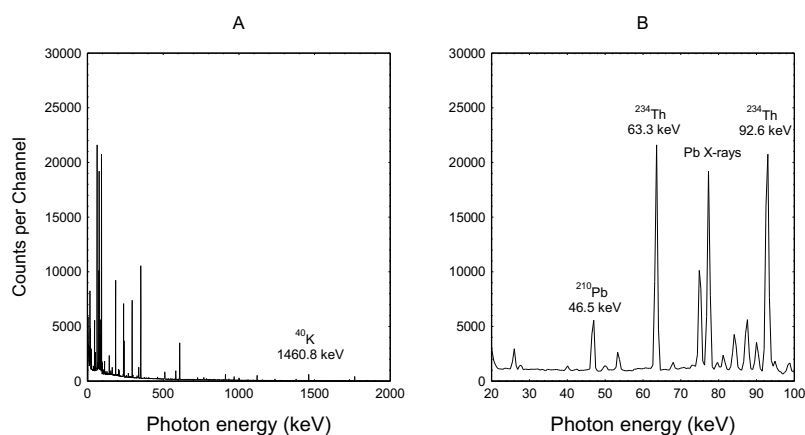 A
30000
25000
20000
15000
10000
5000
0
Counts per Channel
⁴⁰K
1460.8 keV
0 500 1000 1500 2000
Photon energy (keV)
B
30000
25000
20000
15000
10000
5000
0
²³⁴Th
63.3 keV
²³⁴Th
92.6 keV
Pb X-rays
²¹⁰Pb
46.5 keV
20 30 40 50 60 70 80 90 100
Photon energy (keV)